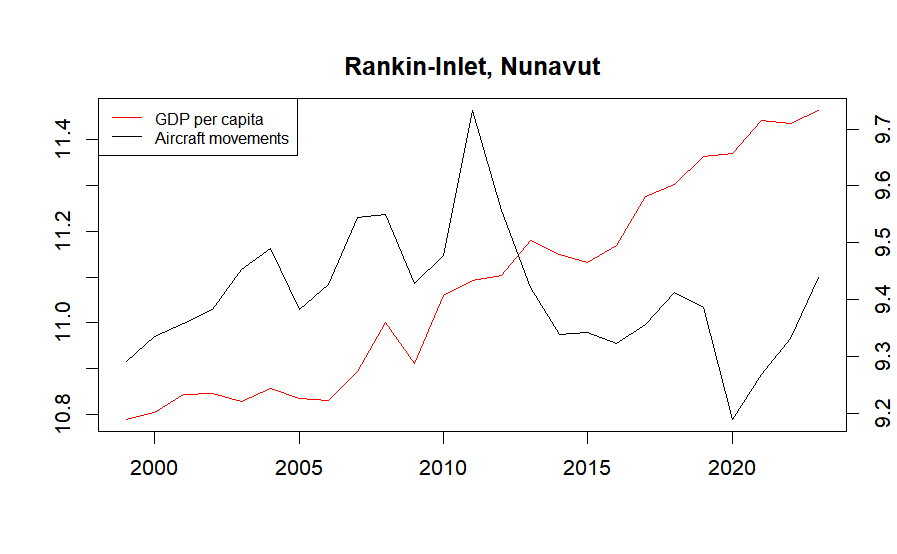 Rankin-Inlet, Nunavut
GDP per capita
Aircraft movements
11.4
11.2
11.0
10.8
9.7
9.6
9.5
9.4
9.3
9.2
2000 2005 2010 2015 2020